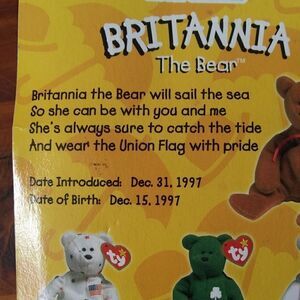 BRITANNIA
The Bear™
Britannia the Bear will sail the sea
So she can be with you and me
She's always sure to catch the tide
And wear the Union Flag with pride
Date Introduced: Dec. 31, 1997
Date of Birth: Dec. 15, 1997
ty
ty